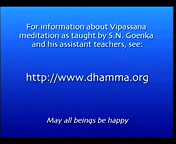 For information about Vipassana
meditation as taught by S.N. Goenka
and his assistant teachers, see:
http://www.dhamma.org
May all beings be happy